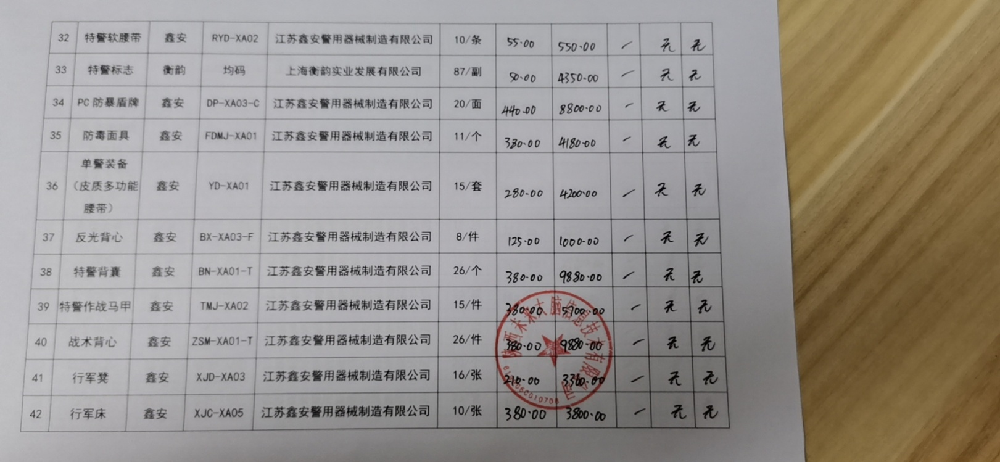 32 特警软腰带 鑫安 RYD-XA02 江苏鑫安警用器械制造有限公司 10/条 55.00 550.00 / 无 无
33 特警标志 衡韵 均码 上海衡韵实业发展有限公司 87/副 50.00 4350.00 / 无 无
34 PC防暴盾牌 鑫安 DP-XA03-C 江苏鑫安警用器械制造有限公司 20/面 440.00 8800.00 / 无 无
35 防毒面具 鑫安 FDMJ-XA01 江苏鑫安警用器械制造有限公司 11/个 380.00 4180.00 / 无 无
单警装备
36 （皮质多功能 鑫安 YD-XA01 江苏鑫安警用器械制造有限公司 15/套 280.00 4200.00 / 无 无
腰带）
37 反光背心 鑫安 BX-XA03-F 江苏鑫安警用器械制造有限公司 8/件 125.00 1000.00 / 无 无
38 特警背囊 鑫安 BN-XA01-T 江苏鑫安警用器械制造有限公司 26/个 380.00 9880.00 / 无 无
39 特警作战马甲 鑫安 TMJ-XA02 江苏鑫安警用器械制造有限公司 15/件 380.00 5700.00 / 无 无
40 战术背心 鑫安 ZSM-XA01-T 江苏鑫安警用器械制造有限公司 26/件 380.00 9880.00 / 无 无
41 行军凳 鑫安 XJD-XA03 江苏鑫安警用器械制造有限公司 16/张 210.00 3360.00 / 无 无
42 行军床 鑫安 XJC-XA05 江苏鑫安警用器械制造有限公司 10/张 380.00 3800.00 / 无 无
陕西未来大脑信息技术有限公司